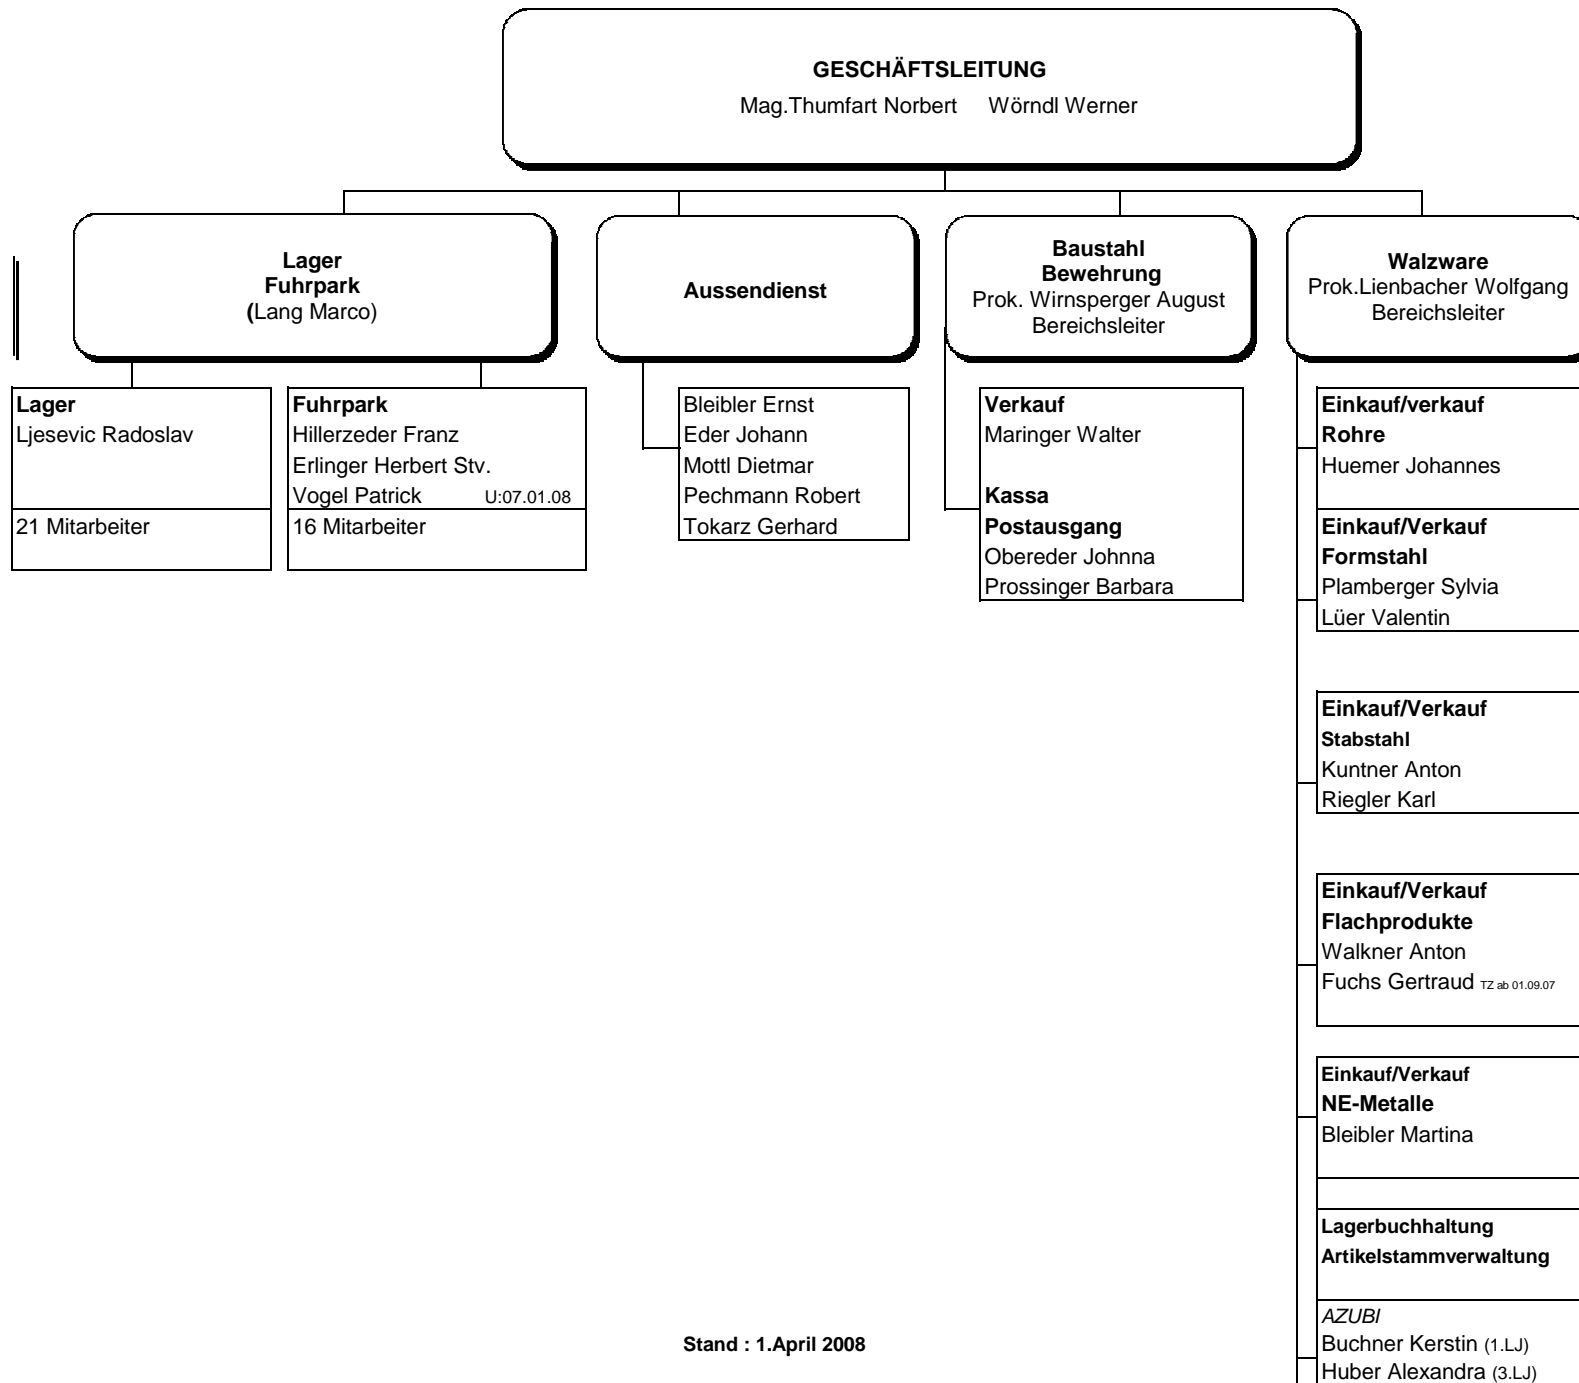 GESCHÄFTSLEITUNG
Mag.Thumfart Norbert Wörndl Werner
Lager
Fuhrpark
(Lang Marco)
Aussendienst
Baustahl
Bewehrung
Prok. Wirnsperger August
Bereichsleiter
Walzware
Prok.Lienbacher Wolfgang
Bereichsleiter
Lager
Ljesevic Radoslav
21 Mitarbeiter
Fuhrpark
Hillerzeder Franz
Erlinger Herbert Stv.
Vogel Patrick U:07.01.08
16 Mitarbeiter
Bleibler Ernst
Eder Johann
Mottl Dietmar
Pechmann Robert
Tokarz Gerhard
Verkauf
Maringer Walter
Kassa
Postausgang
Obereder Johnna
Prossinger Barbara
Einkauf/verkauf
Rohre
Huemer Johannes
Einkauf/Verkauf
Formstahl
Plamberger Sylvia
Lüer Valentin
Einkauf/Verkauf
Stabstahl
Kuntner Anton
Riegler Karl
Einkauf/Verkauf
Flachprodukte
Walkner Anton
Fuchs Gertraud TZ ab 01.09.07
Einkauf/Verkauf
NE-Metalle
Bleibler Martina
Lagerbuchhaltung
Artikelstammverwaltung
AZUBI
Buchner Kerstin (1.LJ)
Huber Alexandra (3.LJ)
Stand : 1.April 2008